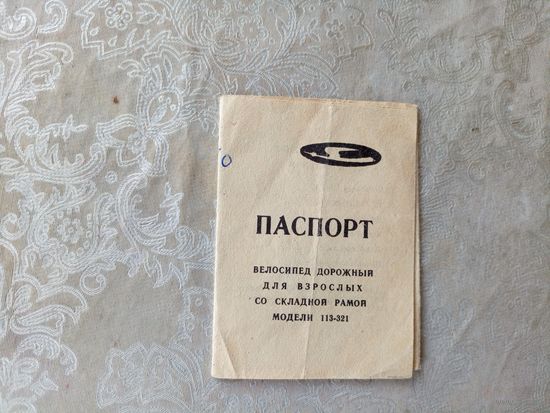 ПАСПОРТ
ВЕЛОСИПЕД ДОРОЖНЫЙ
ДЛЯ ВЗРОСЛЫХ
СО СКЛАДНОЙ РАМОЙ
МОДЕЛИ 113-321